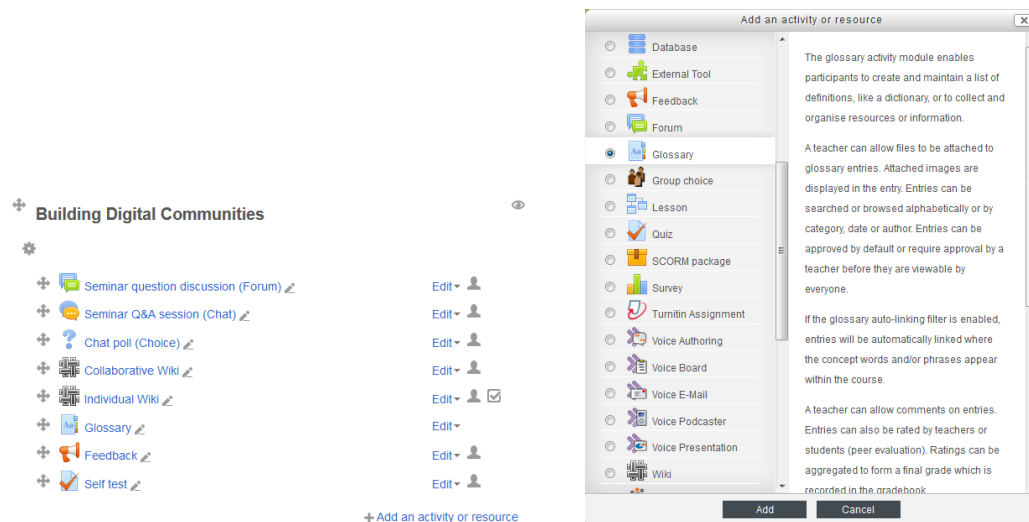 Building Digital Communities
Seminar question discussion (Forum) Edit
Seminar Q&A session (Chat) Edit
Chat poll (Choice) Edit
Collaborative Wiki Edit
Individual Wiki Edit
Glossary Edit
Feedback Edit
Self test Edit
Add an activity or resource
Add an activity or resource
Database
External Tool
Feedback
Forum
Glossary
Group choice
Lesson
Quiz
SCORM package
Survey
Turnitin Assignment
Voice Authoring
Voice Board
Voice E-Mail
Voice Podcaster
Voice Presentation
Wiki
The glossary activity module enables
participants to create and maintain a list of
definitions, like a dictionary, or to collect and
organise resources or information.
A teacher can allow files to be attached to
glossary entries. Attached images are
displayed in the entry. Entries can be
searched or browsed alphabetically or by
category, date or author. Entries can be
approved by default or require approval by a
teacher before they are viewable by
everyone.
If the glossary auto-linking filter is enabled,
entries will be automatically linked where
the concept words and/or phrases appear
within the course.
A teacher can allow comments on entries.
Entries can also be rated by teachers or
students (peer evaluation). Ratings can be
aggregated to form a final grade which is
recorded in the gradebook.
Add
Cancel